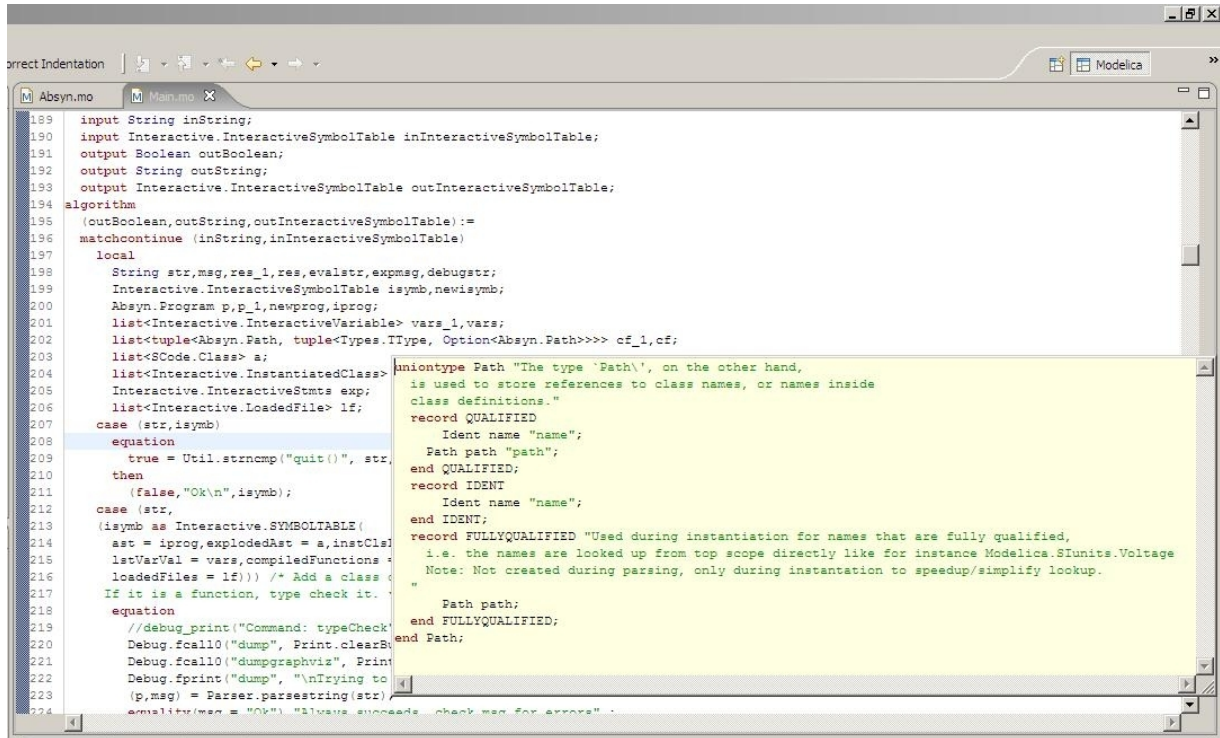 orrect Indentation
Modelica
»
Absyn.mo
Main.mo
189 input String inString;
190 input Interactive.InteractiveSymbolTable inInteractiveSymbolTable;
191 output Boolean outBoolean;
192 output String outString;
193 output Interactive.InteractiveSymbolTable outInteractiveSymbolTable;
194 algorithm
195 (outBoolean,outString,outInteractiveSymbolTable):=
196 matchcontinue (inString,inInteractiveSymbolTable)
197 local
198 String str,msg,res_1,res,evalstr,expmsg,debugstr;
199 Interactive.InteractiveSymbolTable isymb,newisymb;
200 Absyn.Program p,p_1,newprog,iprog;
201 list<Interactive.InteractiveVariable> vars_1,vars;
202 list<tuple<Absyn.Path, tuple<Types.TType, Option<Absyn.Path>>>> cf_1,cf;
203 list<SCode.Class> a;
204 list<Interactive.InstantiatedClass>
205 Interactive.InteractiveStmts exp;
206 list<Interactive.LoadedFile> lf;
207 case (str,isymb)
208 equation
209 true = Util.strncmp("quit()", str,
210 then
211 (false,"Ok\n",isymb);
212 case (str,
213 (isymb as Interactive.SYMBOLTABLE(
214 ast = iprog,explodedAst = a,instClsI
215 lstVarVal = vars,compiledFunctions =
216 loadedFiles = lf))) /* Add a class
217 If it is a function, type check it.
218 equation
219 //debug_print("Command: typeCheck"
220 Debug.fcall0("dump", Print.clearBu
221 Debug.fcall0("dumpgraphviz", Print
222 Debug.fprint("dump", "\nTrying to
223 (p,msg) = Parser.parsestring(str)
224 equality(msg = "Ok") "Always succeeds, check msg for errors" ;
uniontype Path "The type `Path\', on the other hand,
is used to store references to class names, or names inside
class definitions."
record QUALIFIED
Ident name "name";
Path path "path";
end QUALIFIED;
record IDENT
Ident name "name";
end IDENT;
record FULLYQUALIFIED "Used during instantiation for names that are fully qualified,
i.e. the names are looked up from top scope directly like for instance Modelica.SIunits.Voltage
Note: Not created during parsing, only during instantation to speedup/simplify lookup.
"
Path path;
end FULLYQUALIFIED;
end Path;